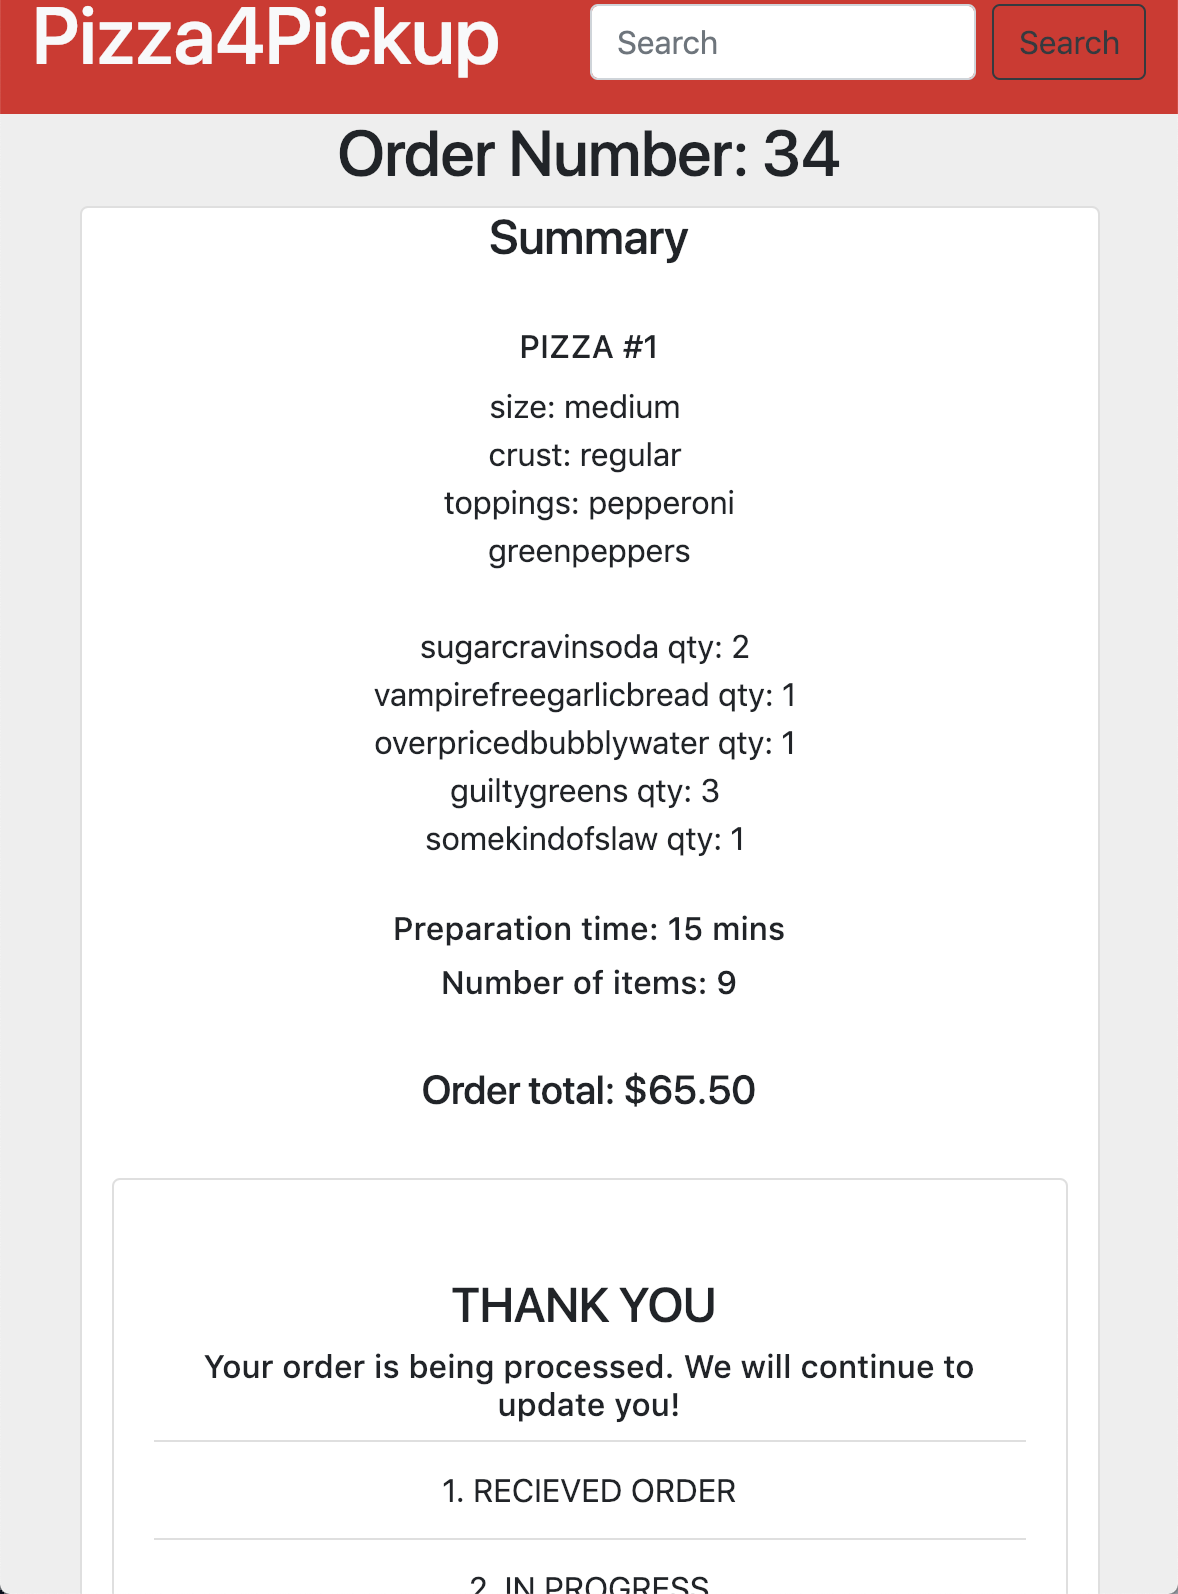 Pizza4Pickup
Search
Search
Order Number: 34
Summary
PIZZA #1
size: medium
crust: regular
toppings: pepperoni
greenpeppers
sugarcravinsoda qty: 2
vampirefreegarlicbread qty: 1
overpricedbubblywater qty: 1
guiltygreens qty: 3
somekindofslaw qty: 1
Preparation time: 15 mins
Number of items: 9
Order total: $65.50
THANK YOU
Your order is being processed. We will continue to
update you!
1. RECIEVED ORDER
2. IN PROGRESS